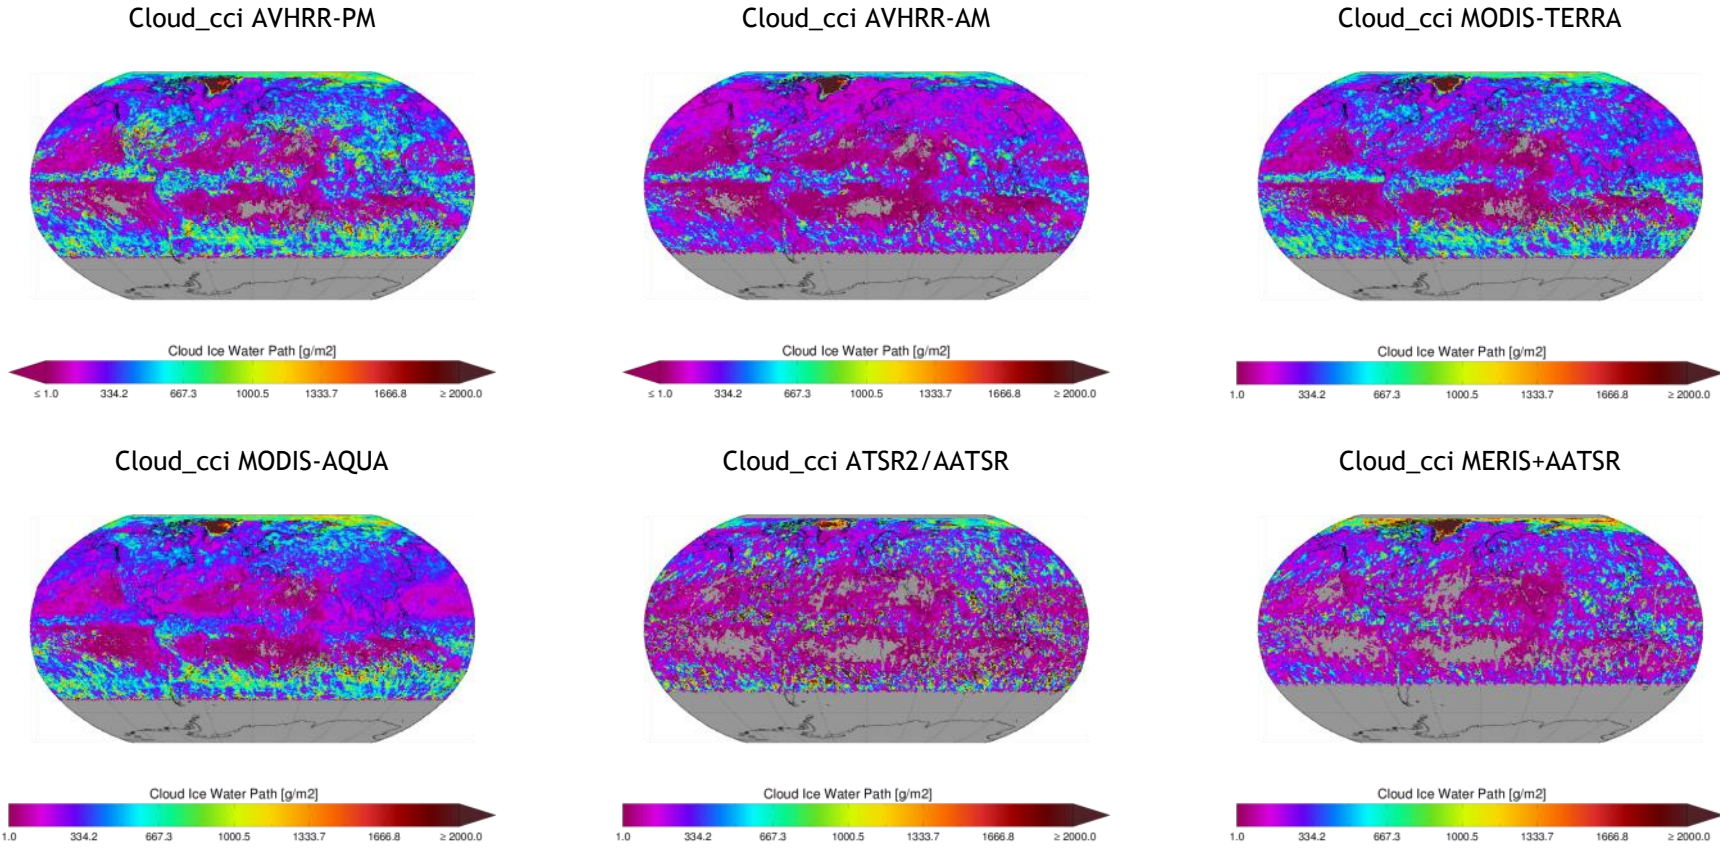 Cloud_cci AVHRR-PM
Cloud_cci AVHRR-AM
Cloud_cci MODIS-TERRA
Cloud Ice Water Path [g/m2]
≤ 1.0 334.2 667.3 1000.5 1333.7 1666.8 ≥ 2000.0
Cloud Ice Water Path [g/m2]
≤ 1.0 334.2 667.3 1000.5 1333.7 1666.8 ≥ 2000.0
Cloud Ice Water Path [g/m2]
1.0 334.2 667.3 1000.5 1333.7 1666.8 ≥ 2000.0
Cloud_cci MODIS-AQUA
Cloud_cci ATSR2/AATSR
Cloud_cci MERIS+AATSR
Cloud Ice Water Path [g/m2]
1.0 334.2 667.3 1000.5 1333.7 1666.8 ≥ 2000.0
Cloud Ice Water Path [g/m2]
1.0 334.2 667.3 1000.5 1333.7 1666.8 ≥ 2000.0
Cloud Ice Water Path [g/m2]
1.0 334.2 667.3 1000.5 1333.7 1666.8 ≥ 2000.0